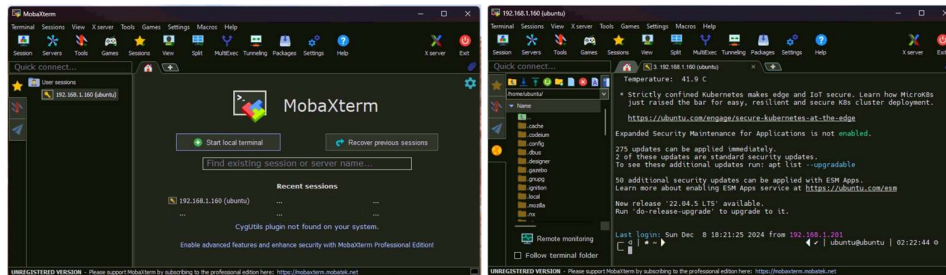 MobaXterm
Terminal Sessions View X server Tools Games Settings Macros Help
Session Servers Tools Games Sessions View Split MultiExec Tunneling Packages Settings Help X server Exit
Quick connect...
User sessions
192.168.1.160 (ubuntu)
MobaXterm
Start local terminal
Recover previous sessions
Find existing session or server name...
Recent sessions
192.168.1.160 (ubuntu) ... ...
... ... ...
CygUtils plugin not found on your system.
Enable advanced features and enhance security with MobaXterm Professional Edition!
UNREGISTERED VERSION - Please support MobaXterm by subscribing to the professional edition here: https://mobaxterm.mobatek.net
192.168.1.160 (ubuntu)
Terminal Sessions View X server Tools Games Settings Macros Help
Session Servers Tools Games Sessions View Split MultiExec Tunneling Packages Settings Help X server Exit
Quick connect...
3. 192.168.1.160 (ubuntu)
/home/ubuntu/
Name
..
.cache
.codeium
.config
.dbus
.designer
.gazebo
.gnupg
.ignition
.local
.mozilla
.nx
Remote monitoring
Follow terminal folder
Temperature: 41.9 C
* Strictly confined Kubernetes makes edge and IoT secure. Learn how MicroK8s
just raised the bar for easy, resilient and secure K8s cluster deployment.
https://ubuntu.com/engage/secure-kubernetes-at-the-edge
Expanded Security Maintenance for Applications is not enabled.
275 updates can be applied immediately.
2 of these updates are standard security updates.
To see these additional updates run: apt list --upgradable
50 additional security updates can be applied with ESM Apps.
Learn more about enabling ESM Apps service at https://ubuntu.com/esm
New release '22.04.5 LTS' available.
Run 'do-release-upgrade' to upgrade to it.
Last login: Sun Dec 8 18:21:25 2024 from 192.168.1.201
~ ✔ | ubuntu@ubuntu | 02:22:44
UNREGISTERED VERSION - Please support MobaXterm by subscribing to the professional edition here: https://mobaxterm.mobatek.net